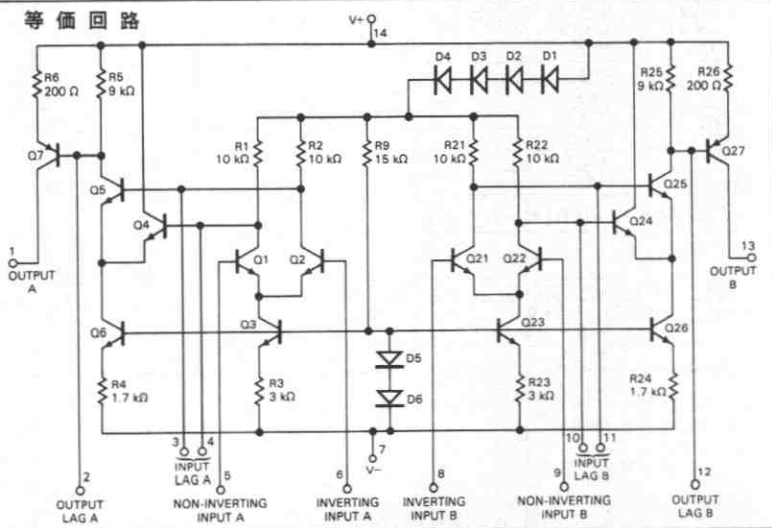 等価回路
V+
14
D4
D3
D2
D1
R6
200 Ω
R5
9 kΩ
R25
9 kΩ
R26
200 Ω
R1
10 kΩ
R2
10 kΩ
R9
15 kΩ
R21
10 kΩ
R22
10 kΩ
Q7
Q27
Q5
Q25
Q4
Q24
1
OUTPUT
A
Q1
Q2
Q21
Q22
13
OUTPUT
B
Q6
Q3
Q23
Q26
D5
D6
R4
1.7 kΩ
R3
3 kΩ
R23
3 kΩ
R24
1.7 kΩ
3
4
INPUT
LAG A
7
V−
10
11
INPUT
LAG B
2
OUTPUT
LAG A
5
NON-INVERTING
INPUT A
6
INVERTING
INPUT A
8
INVERTING
INPUT B
9
NON-INVERTING
INPUT B
12
OUTPUT
LAG B